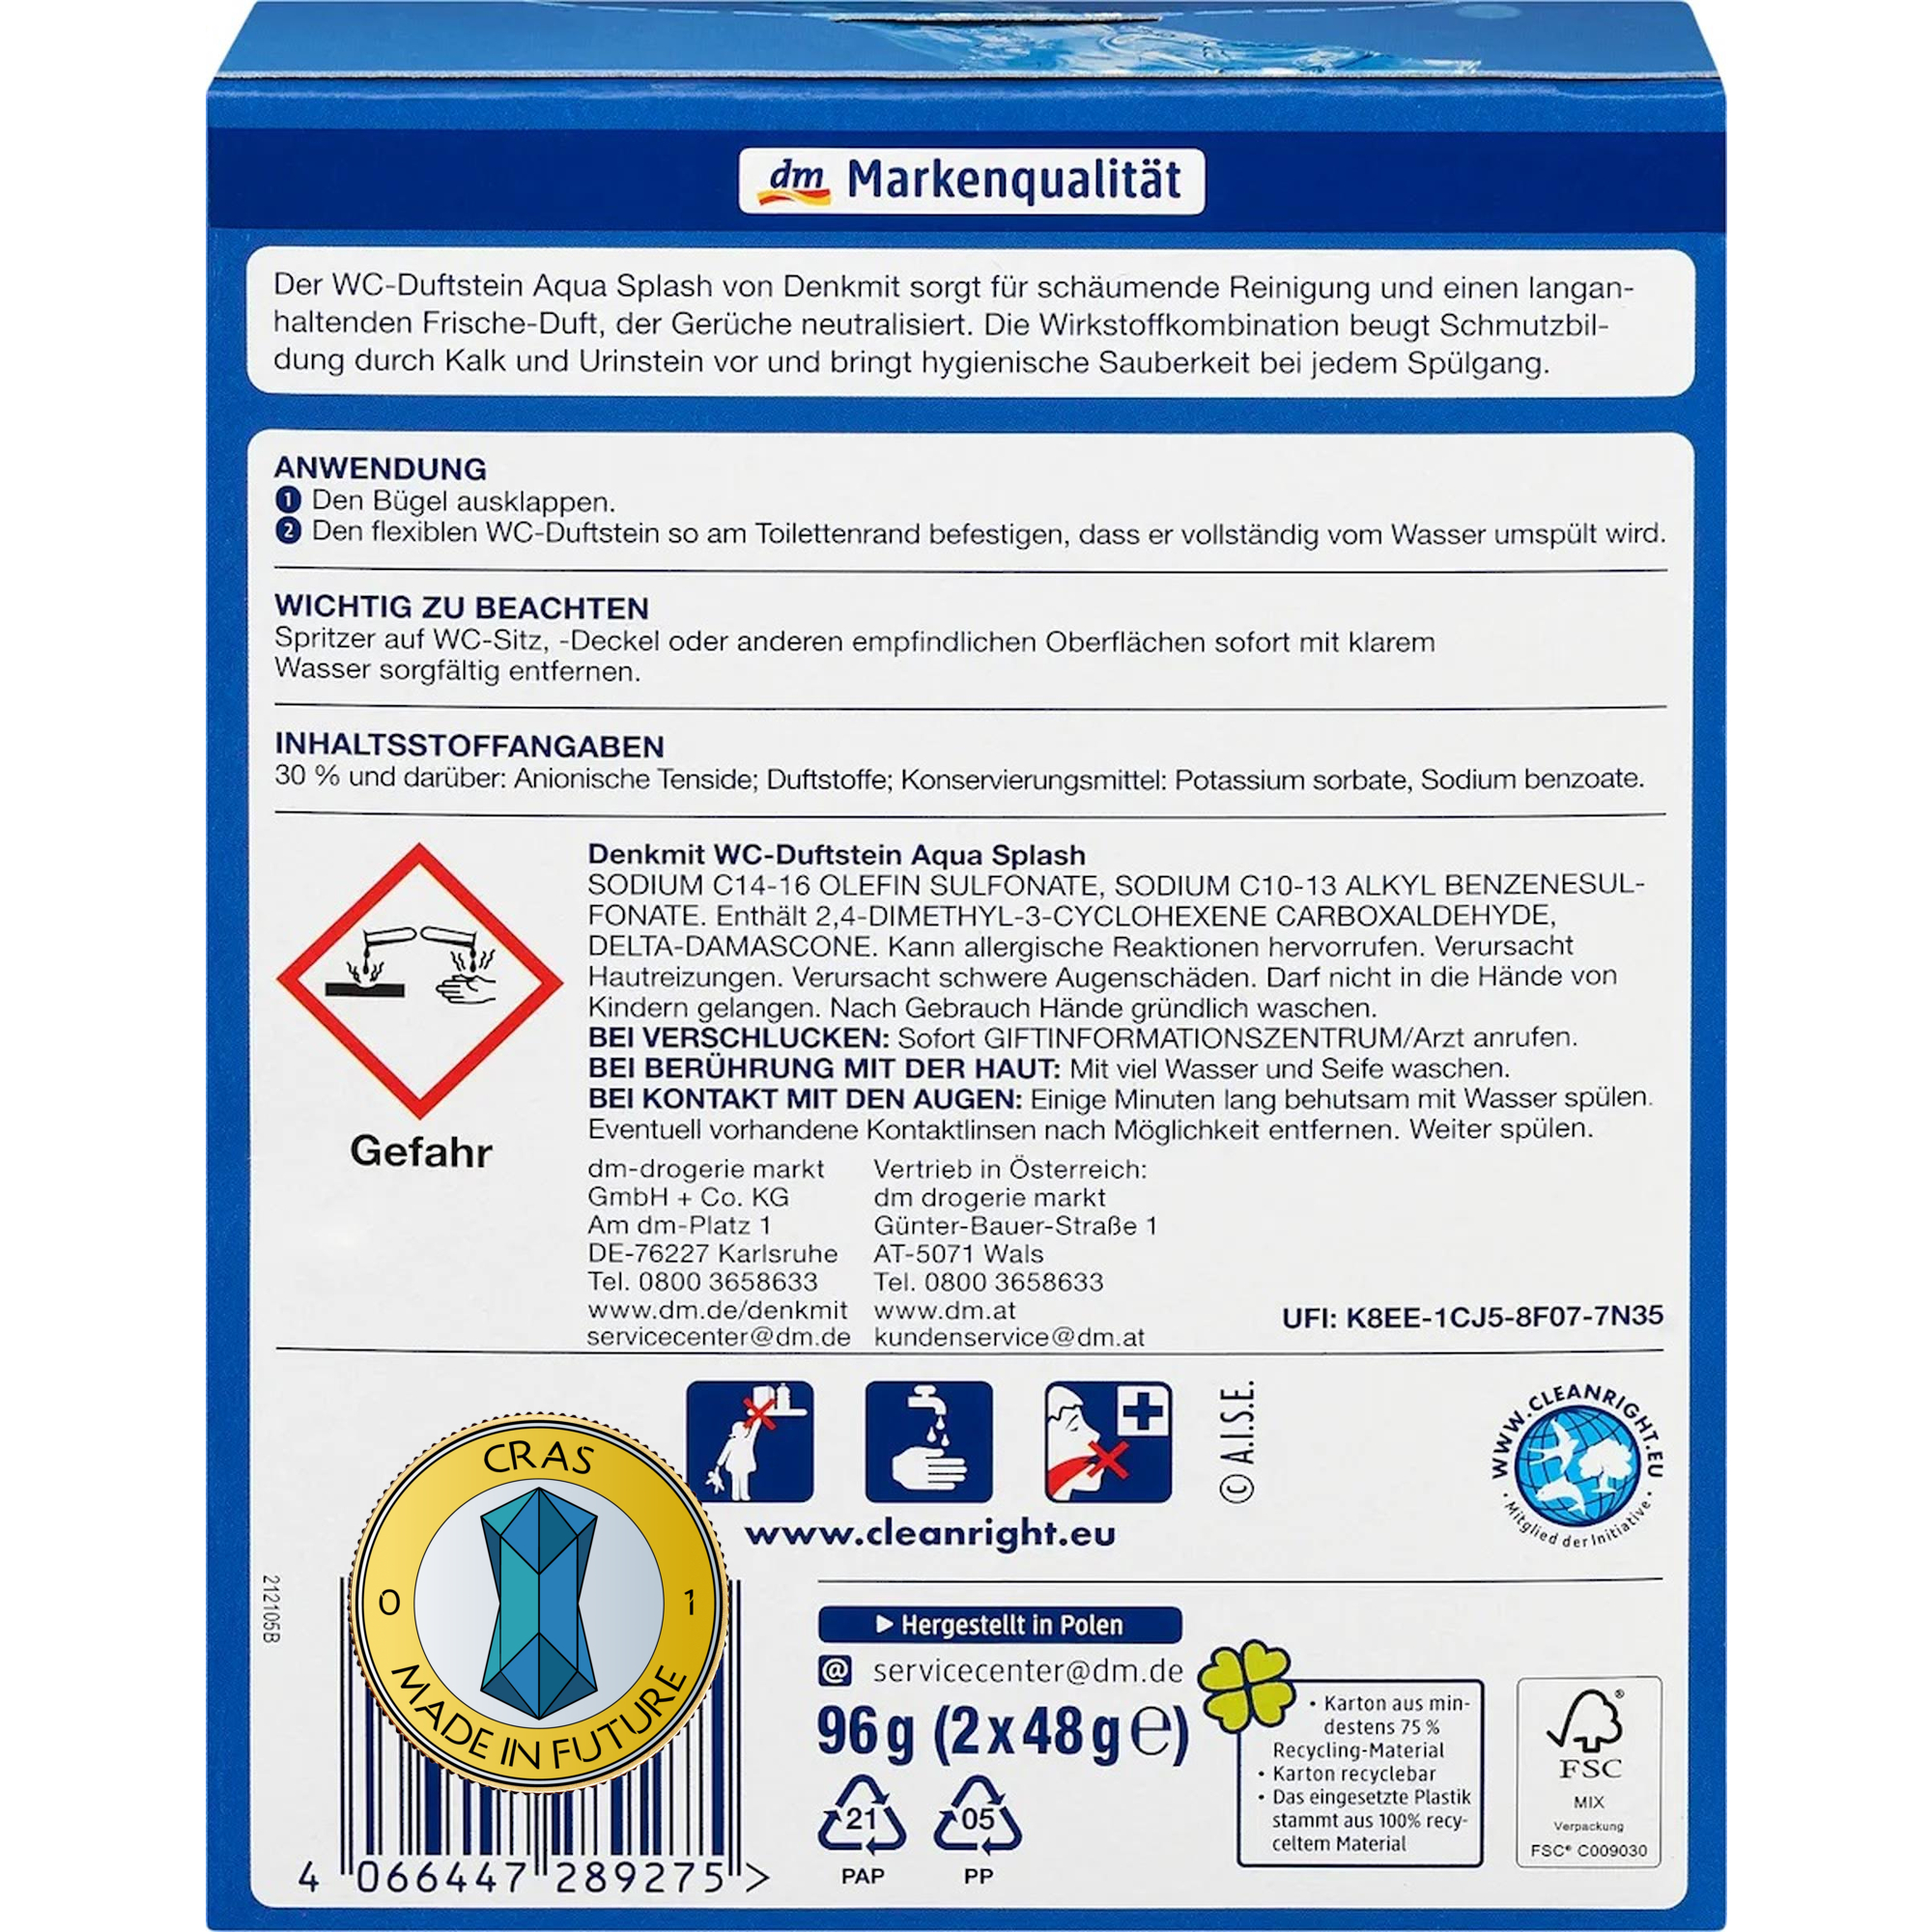 dm Markenqualität
Der WC-Duftstein Aqua Splash von Denkmit sorgt für schäumende Reinigung und einen langan-
haltenden Frische-Duft, der Gerüche neutralisiert. Die Wirkstoffkombination beugt Schmutzbil-
dung durch Kalk und Urinstein vor und bringt hygienische Sauberkeit bei jedem Spülgang.
ANWENDUNG
1 Den Bügel ausklappen.
2 Den flexiblen WC-Duftstein so am Toilettenrand befestigen, dass er vollständig vom Wasser umspült wird.
WICHTIG ZU BEACHTEN
Spritzer auf WC-Sitz, -Deckel oder anderen empfindlichen Oberflächen sofort mit klarem
Wasser sorgfältig entfernen.
INHALTSSTOFFANGABEN
30 % und darüber: Anionische Tenside; Duftstoffe; Konservierungsmittel: Potassium sorbate, Sodium benzoate.
Gefahr
Denkmit WC-Duftstein Aqua Splash
SODIUM C14-16 OLEFIN SULFONATE, SODIUM C10-13 ALKYL BENZENESUL-
FONATE. Enthält 2,4-DIMETHYL-3-CYCLOHEXENE CARBOXALDEHYDE,
DELTA-DAMASCONE. Kann allergische Reaktionen hervorrufen. Verursacht
Hautreizungen. Verursacht schwere Augenschäden. Darf nicht in die Hände von
Kindern gelangen. Nach Gebrauch Hände gründlich waschen.
BEI VERSCHLUCKEN: Sofort GIFTINFORMATIONSZENTRUM/Arzt anrufen.
BEI BERÜHRUNG MIT DER HAUT: Mit viel Wasser und Seife waschen.
BEI KONTAKT MIT DEN AUGEN: Einige Minuten lang behutsam mit Wasser spülen.
Eventuell vorhandene Kontaktlinsen nach Möglichkeit entfernen. Weiter spülen.
dm-drogerie markt
GmbH + Co. KG
Am dm-Platz 1
DE-76227 Karlsruhe
Tel. 0800 3658633
www.dm.de/denkmit
servicecenter@dm.de
Vertrieb in Österreich:
dm drogerie markt
Günter-Bauer-Straße 1
AT-5071 Wals
Tel. 0800 3658633
www.dm.at
kundenservice@dm.at
UFI: K8EE-1CJ5-8F07-7N35
© A.I.S.E.
www.cleanright.eu
WWW.CLEANRIGHT.EU
• Mitglied der Initiative •
CRAS
0 1
MADE IN FUTURE
212105B
4 066447 289275 >
Hergestellt in Polen
@ servicecenter@dm.de
96 g (2 x 48 g ℮)
21
PAP
05
PP
• Karton aus min-
destens 75 %
Recycling-Material
• Karton recyclebar
• Das eingesetzte Plastik
stammt aus 100% recy-
celtem Material
®
FSC
MIX
Verpackung
FSC® C009030